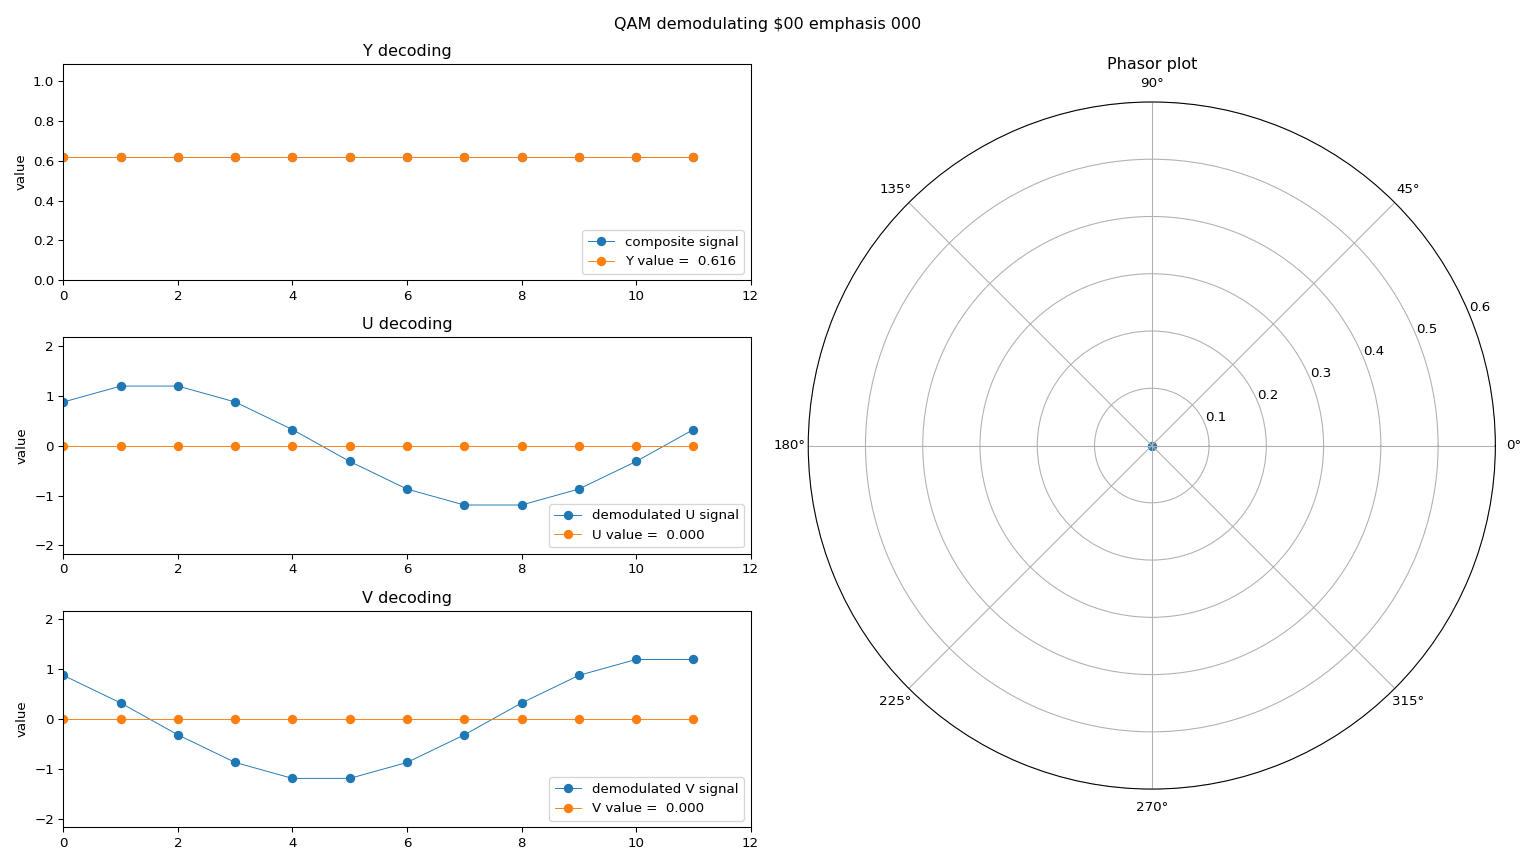 QAM demodulating $00 emphasis 000
Y decoding
value
1.0
0.8
0.6
0.4
0.2
0.0
composite signal
Y value =  0.616
0 2 4 6 8 10 12
U decoding
value
2
1
0
−1
−2
demodulated U signal
U value =  0.000
0 2 4 6 8 10 12
V decoding
value
2
1
0
−1
−2
demodulated V signal
V value =  0.000
0 2 4 6 8 10 12
Phasor plot
90°
135° 45°
0.6
0.5
0.4
0.3
0.2
0.1
180° 0°
225° 315°
270°